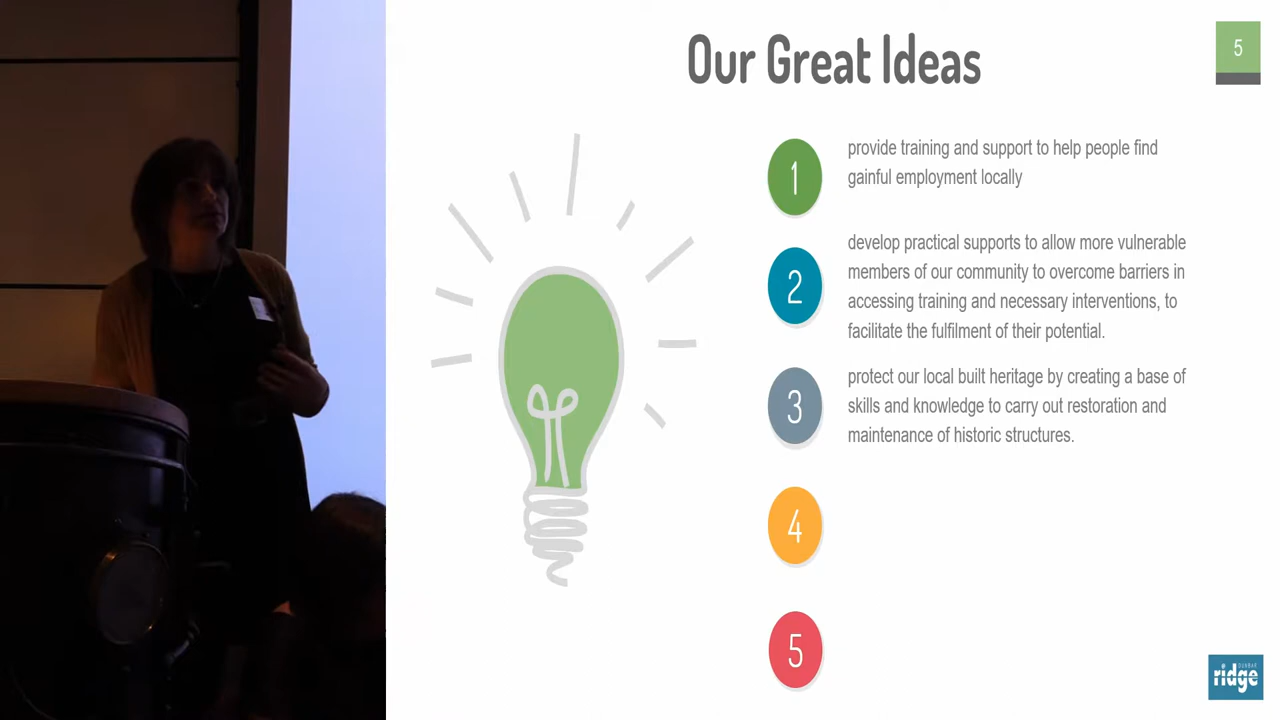 Our Great Ideas
5
1
provide training and support to help people find
gainful employment locally
2
develop practical supports to allow more vulnerable
members of our community to overcome barriers in
accessing training and necessary interventions, to
facilitate the fulfilment of their potential.
3
protect our local built heritage by creating a base of
skills and knowledge to carry out restoration and
maintenance of historic structures.
4
5
DUNBAR
ridge